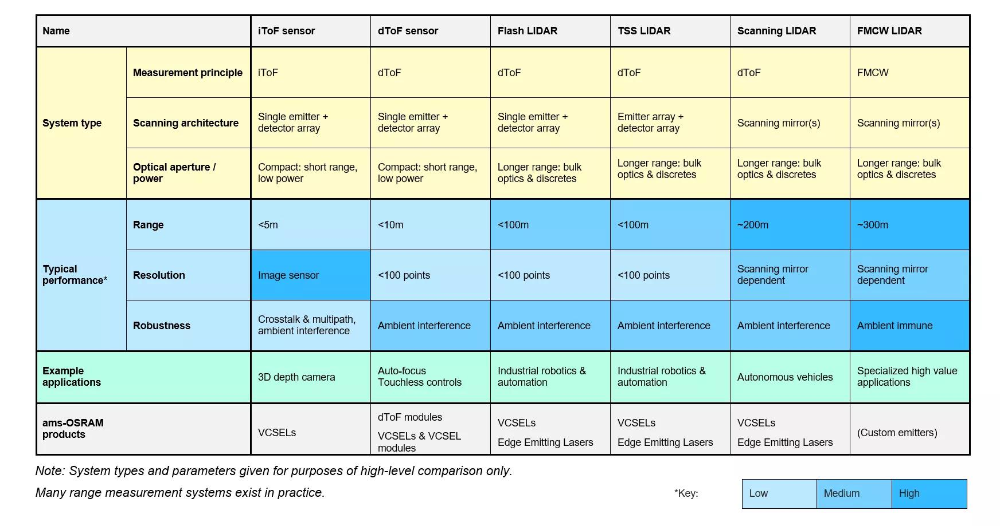 Name iToF sensor dToF sensor Flash LIDAR TSS LIDAR Scanning LIDAR FMCW LIDAR
System type
Measurement principle iToF dToF dToF dToF dToF FMCW
Scanning architecture
Single emitter +
detector array
Single emitter +
detector array
Single emitter +
detector array
Emitter array +
detector array
Scanning mirror(s)
Scanning mirror(s)
Optical aperture /
power
Compact: short range,
low power
Compact: short range,
low power
Longer range: bulk
optics & discretes
Longer range: bulk
optics & discretes
Longer range: bulk
optics & discretes
Longer range: bulk
optics & discretes
Typical
performance*
Range <5m <10m <100m <100m ~200m ~300m
Resolution
Image sensor
<100 points
<100 points
<100 points
Scanning mirror
dependent
Scanning mirror
dependent
Robustness
Crosstalk & multipath,
ambient interference
Ambient interference
Ambient interference
Ambient interference
Ambient interference
Ambient immune
Example
applications
3D depth camera
Auto-focus
Touchless controls
Industrial robotics &
automation
Industrial robotics &
automation
Autonomous vehicles
Specialized high value
applications
ams-OSRAM
products
VCSELs
dToF modules
VCSELs & VCSEL
modules
VCSELs
Edge Emitting Lasers
VCSELs
Edge Emitting Lasers
VCSELs
Edge Emitting Lasers
(Custom emitters)
Note: System types and parameters given for purposes of high-level comparison only.
Many range measurement systems exist in practice.
*Key: Low Medium High